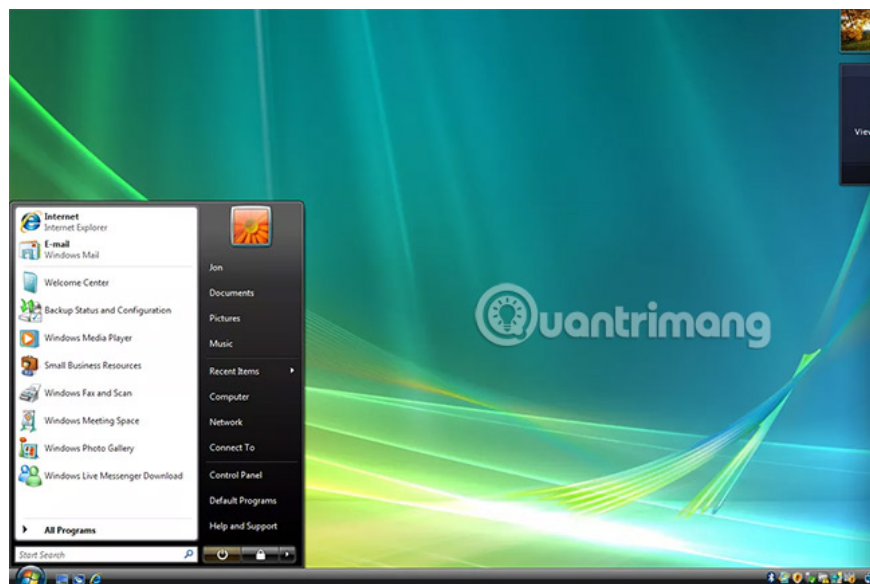 Internet
Internet Explorer
E-mail
Windows Mail
Welcome Center
Backup Status and Configuration
Windows Media Player
Small Business Resources
Windows Fax and Scan
Windows Meeting Space
Windows Photo Gallery
Windows Live Messenger Download
All Programs
Start Search
Jon
Documents
Pictures
Music
Recent Items
Computer
Network
Connect To
Control Panel
Default Programs
Help and Support
Quantrimang